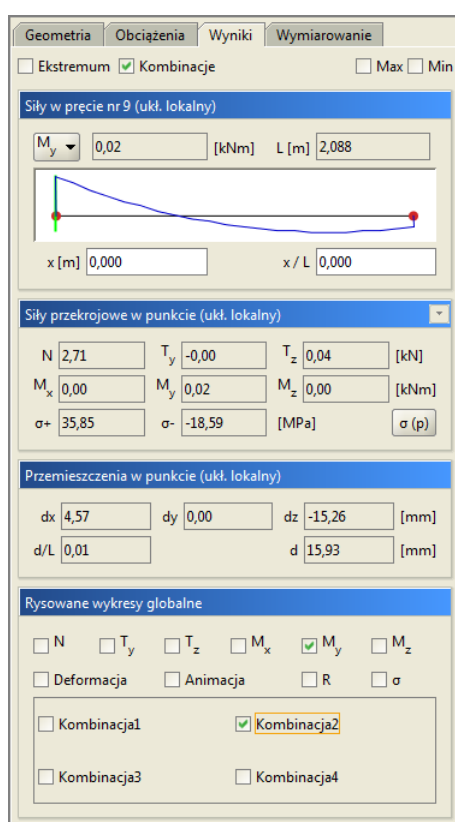 Geometria Obciążenia Wyniki Wymiarowanie
Ekstremum Kombinacje Max Min
Siły w pręcie nr 9 (ukł. lokalny)
My 0,02 [kNm] L [m] 2,088
x [m] 0,000 x / L 0,000
Siły przekrojowe w punkcie (ukł. lokalny)
N 2,71 Ty -0,00 Tz 0,04 [kN]
Mx 0,00 My 0,02 Mz 0,00 [kNm]
σ+ 35,85 σ- -18,59 [MPa] σ (p)
Przemieszczenia w punkcie (ukł. lokalny)
dx 4,57 dy 0,00 dz -15,26 [mm]
d/L 0,01 d 15,93 [mm]
Rysowane wykresy globalne
N Ty Tz Mx My Mz
Deformacja Animacja R σ
Kombinacja1 Kombinacja2
Kombinacja3 Kombinacja4